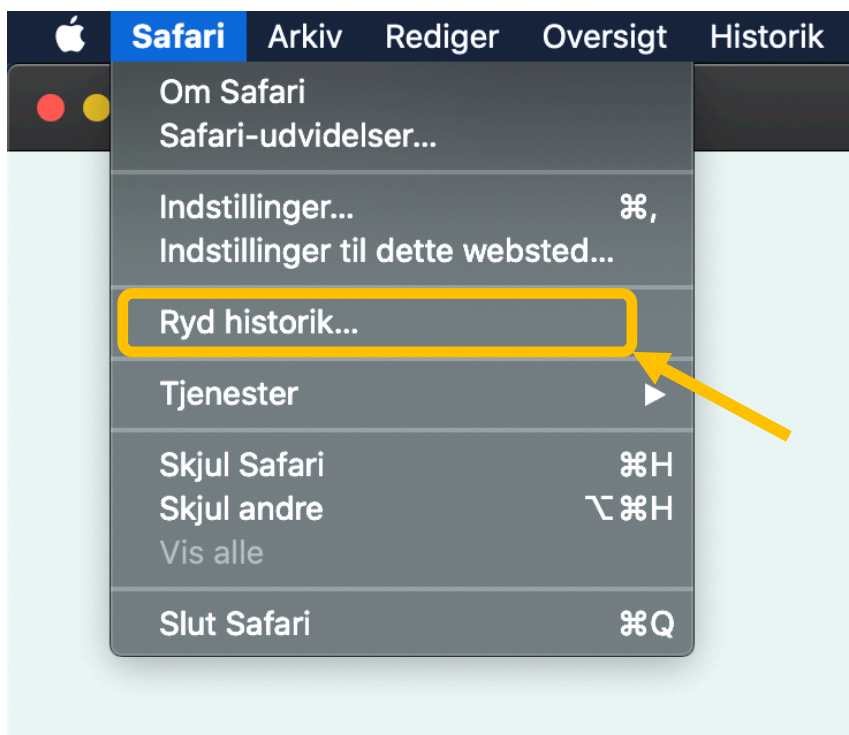 Safari Arkiv Rediger Oversigt Historik
Om Safari
Safari-udvidelser...
Indstillinger... ⌘,
Indstillinger til dette websted...
Ryd historik...
Tjenester ▶
Skjul Safari ⌘H
Skjul andre ⌥⌘H
Vis alle
Slut Safari ⌘Q